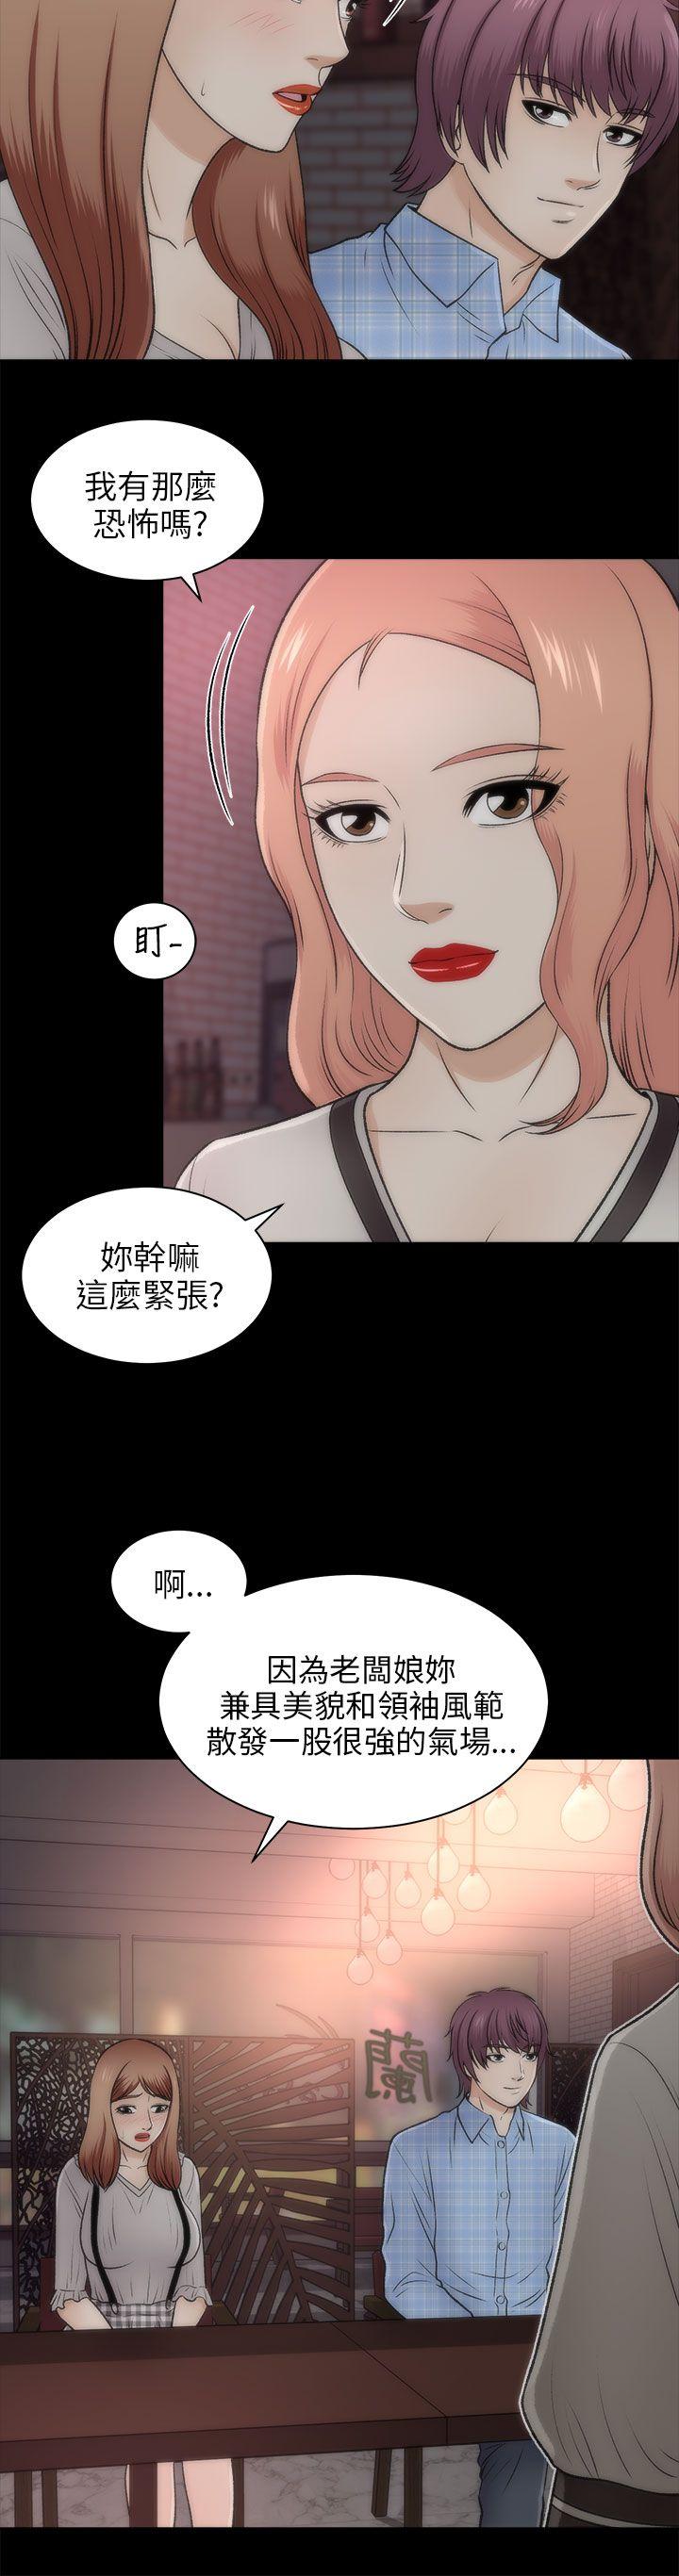 我有那麼
恐怖嗎?
盯-
妳幹嘛
這麼緊張?
啊...
因為老闆娘妳
兼具美貌和領袖風範
散發一股很強的氣場...
蘭